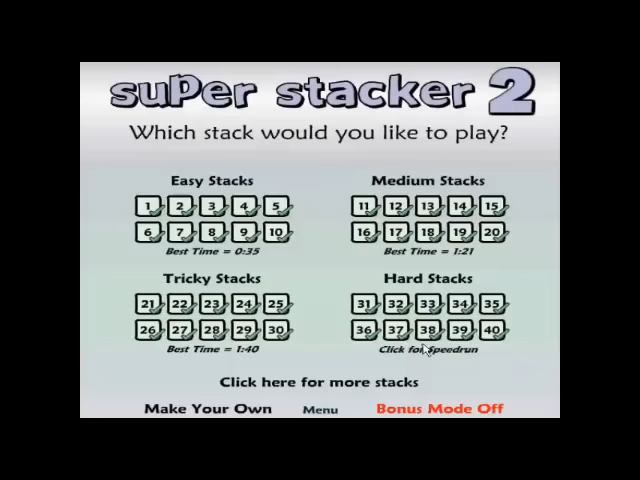 super stacker 2
Which stack would you like to play?
Easy Stacks
1 2 3 4 5
6 7 8 9 10
Best Time = 0:35
Medium Stacks
11 12 13 14 15
16 17 18 19 20
Best Time = 1:21
Tricky Stacks
21 22 23 24 25
26 27 28 29 30
Best Time = 1:40
Hard Stacks
31 32 33 34 35
36 37 38 39 40
Click for Speedrun
Click here for more stacks
Make Your Own
Menu
Bonus Mode Off